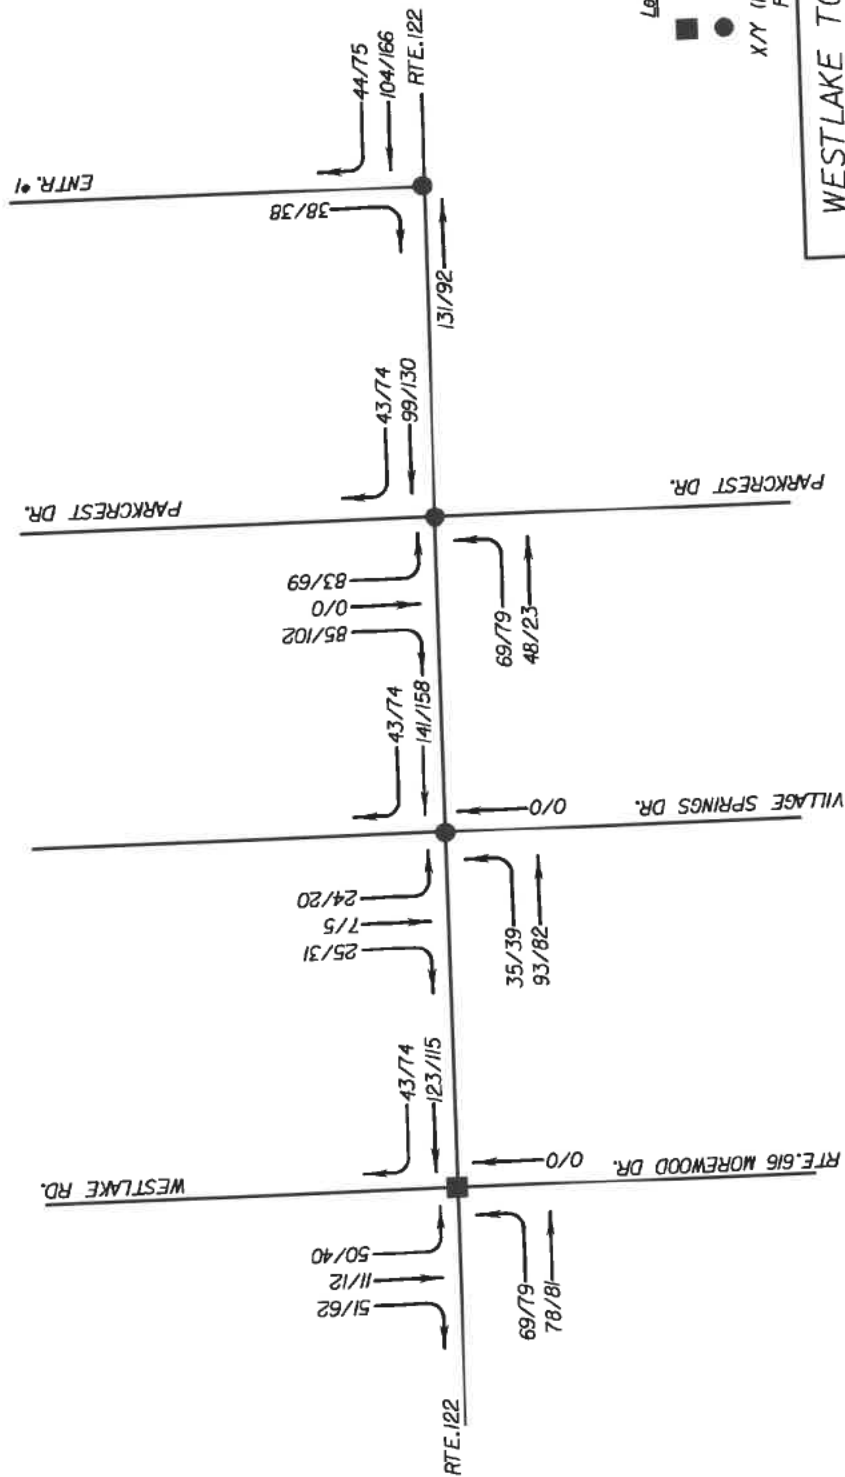 ENTR. #1
44/75
104/166
RTE.122
38/38
131/92
PARKCREST DR.
43/74
99/130
83/69
0/0
85/102
69/79
48/23
PARKCREST DR.
43/74
141/158
24/20
7/5
25/31
0/0
35/39
93/82
VILLAGE SPRINGS DR.
WESTLAKE RD.
43/74
123/115
50/40
11/12
51/62
0/0
69/79
78/81
RTE.616 MOREWOOD DR.
RTE.122
X/Y
WESTLAKE